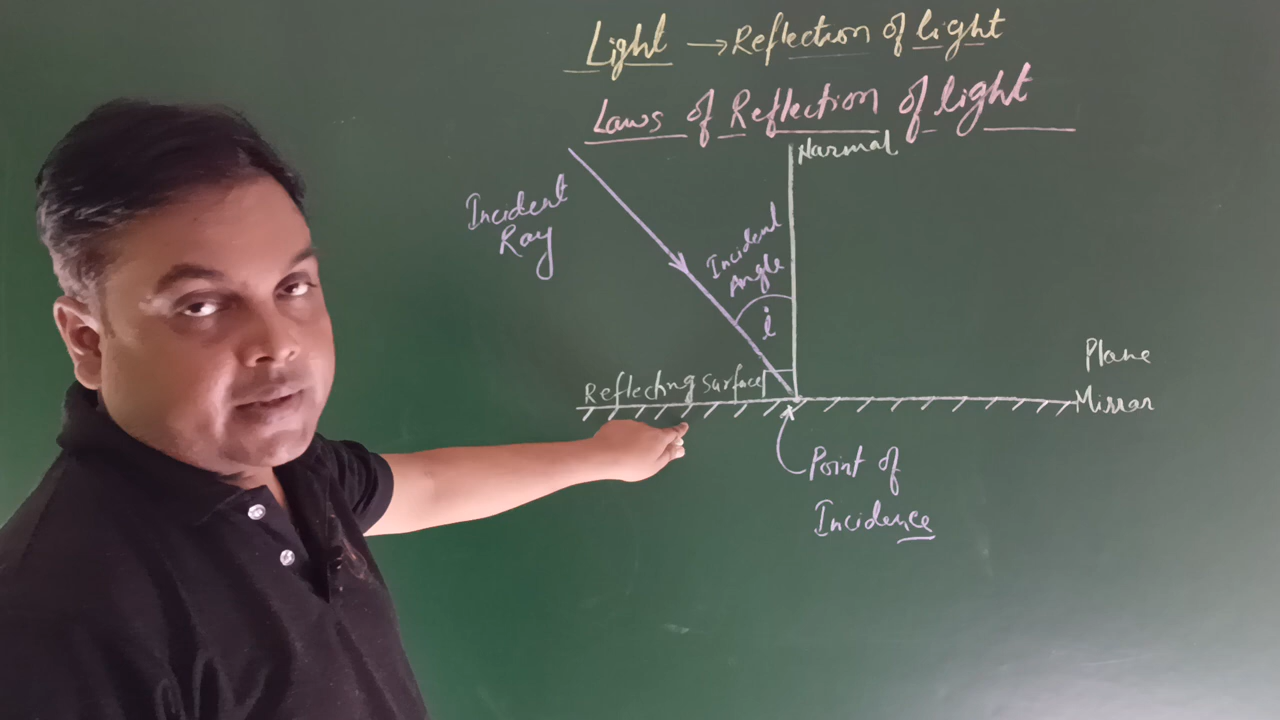 Light → Reflection of light
Laws of Reflection of light
Normal
Incident
Ray
Incident
Angle
i
Reflecting surface
Plane
Mirror
Point of
Incidence